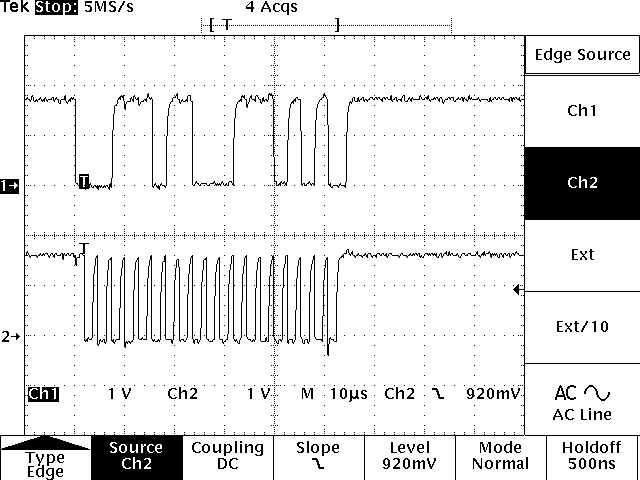 Tek Stop: 5MS/s 4 Acqs
[ T ]
Edge Source
Ch1
1→
T
Ch2
T
Ext
2→
Ext/10
Ch1 1 V Ch2 1 V M 10µs Ch2 920mV
AC
AC Line
Type
Edge
Source
Ch2
Coupling
DC
Slope
Level
920mV
Mode
Normal
Holdoff
500ns